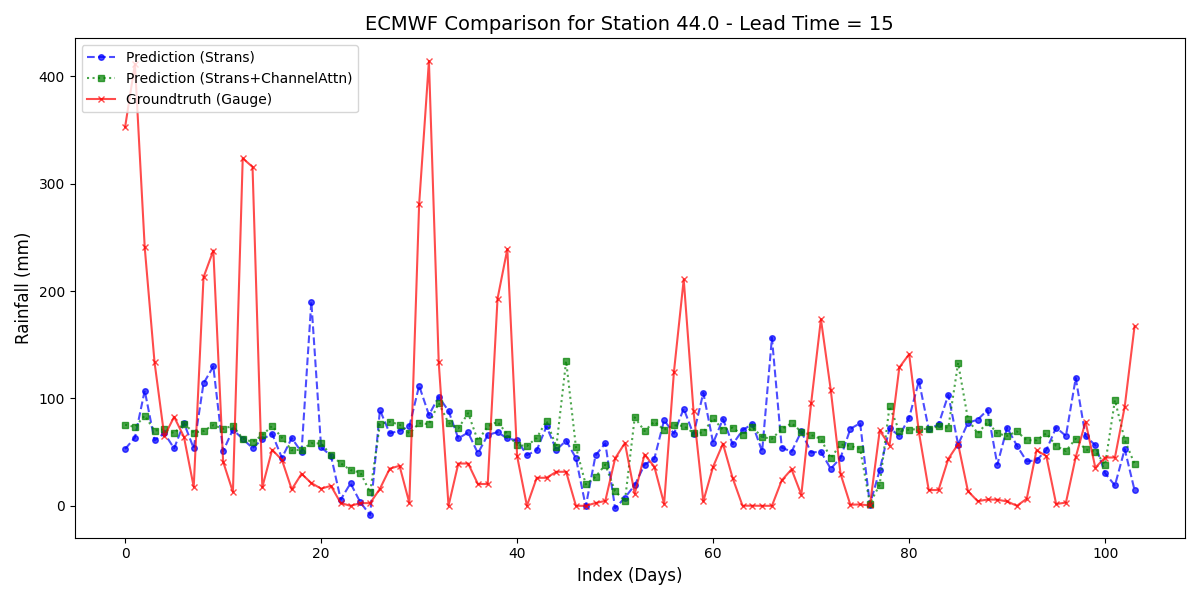 ECMWF Comparison for Station 44.0 - Lead Time = 15
Prediction (Strans)
Prediction (Strans+ChannelAttn)
Groundtruth (Gauge)
Rainfall (mm)
400
300
200
100
0
0 20 40 60 80 100
Index (Days)